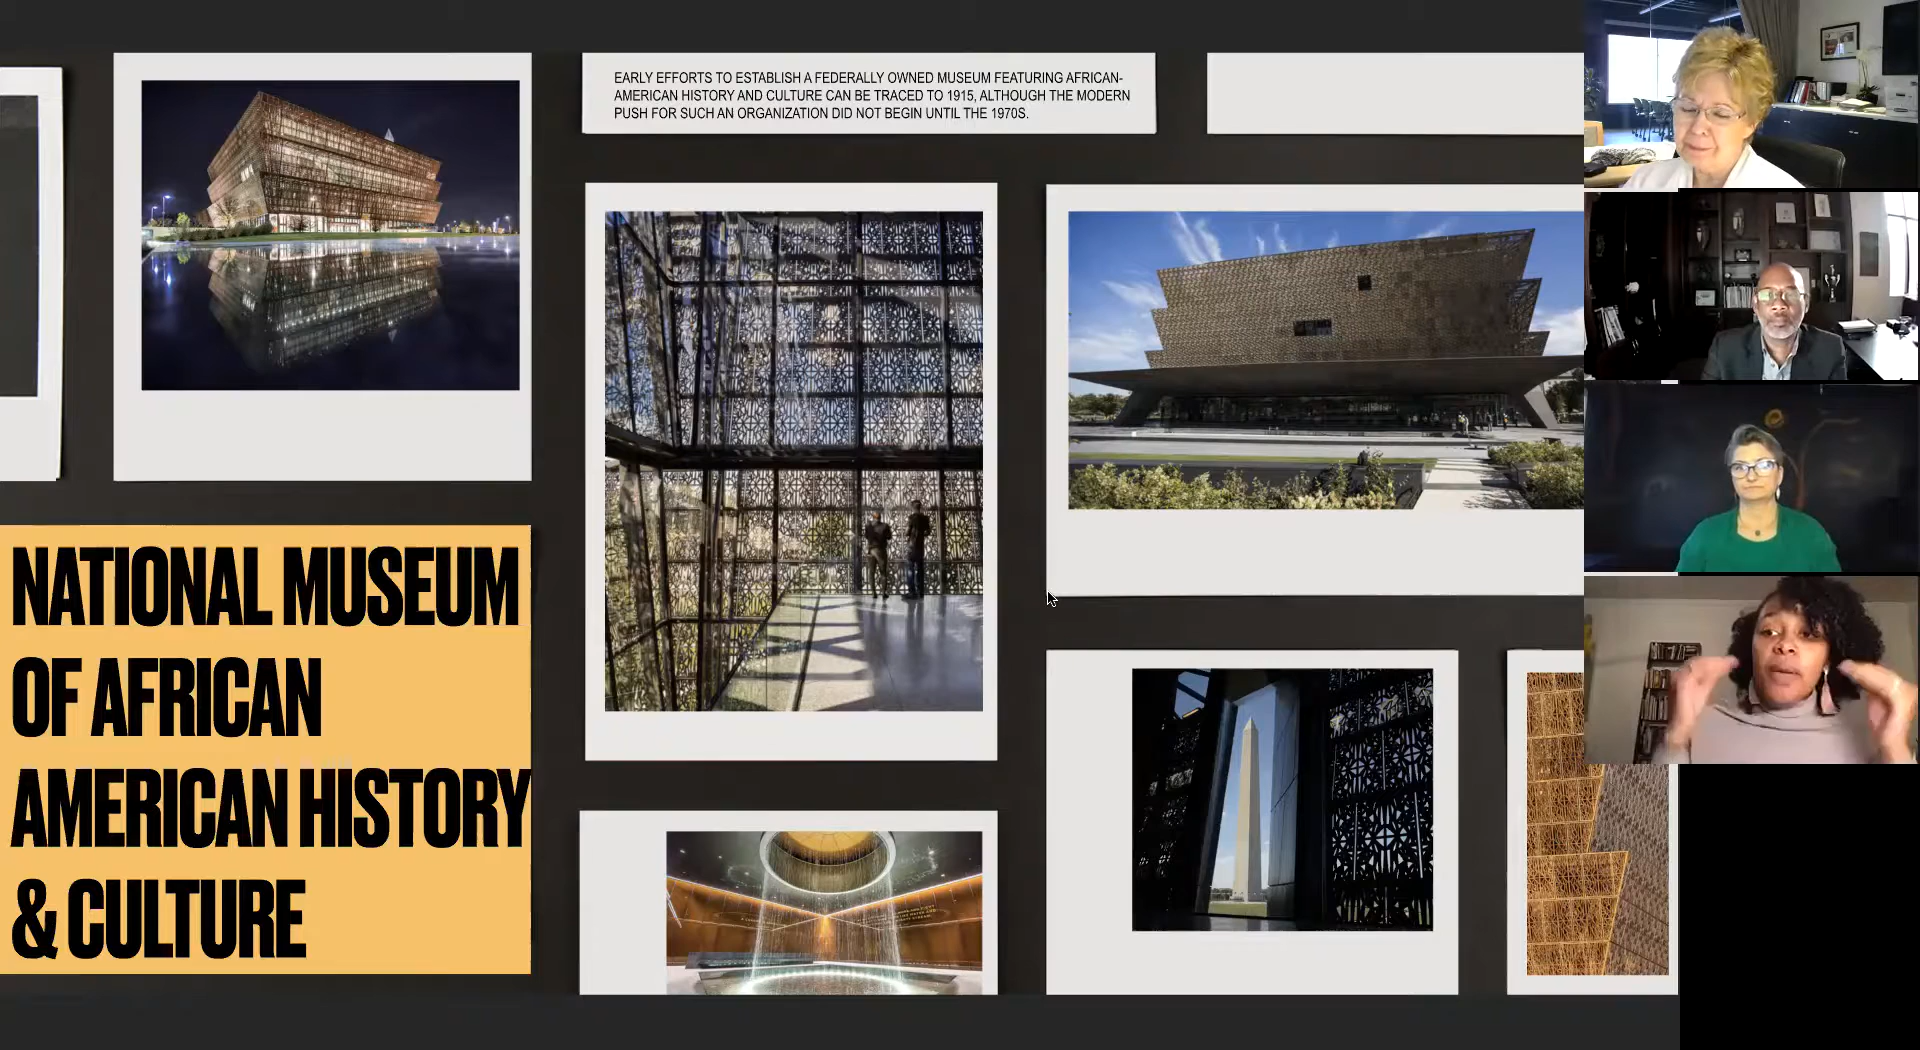 EARLY EFFORTS TO ESTABLISH A FEDERALLY OWNED MUSEUM FEATURING AFRICAN-
AMERICAN HISTORY AND CULTURE CAN BE TRACED TO 1915, ALTHOUGH THE MODERN
PUSH FOR SUCH AN ORGANIZATION DID NOT BEGIN UNTIL THE 1970S.
NATIONAL MUSEUM
OF AFRICAN
AMERICAN HISTORY
& CULTURE